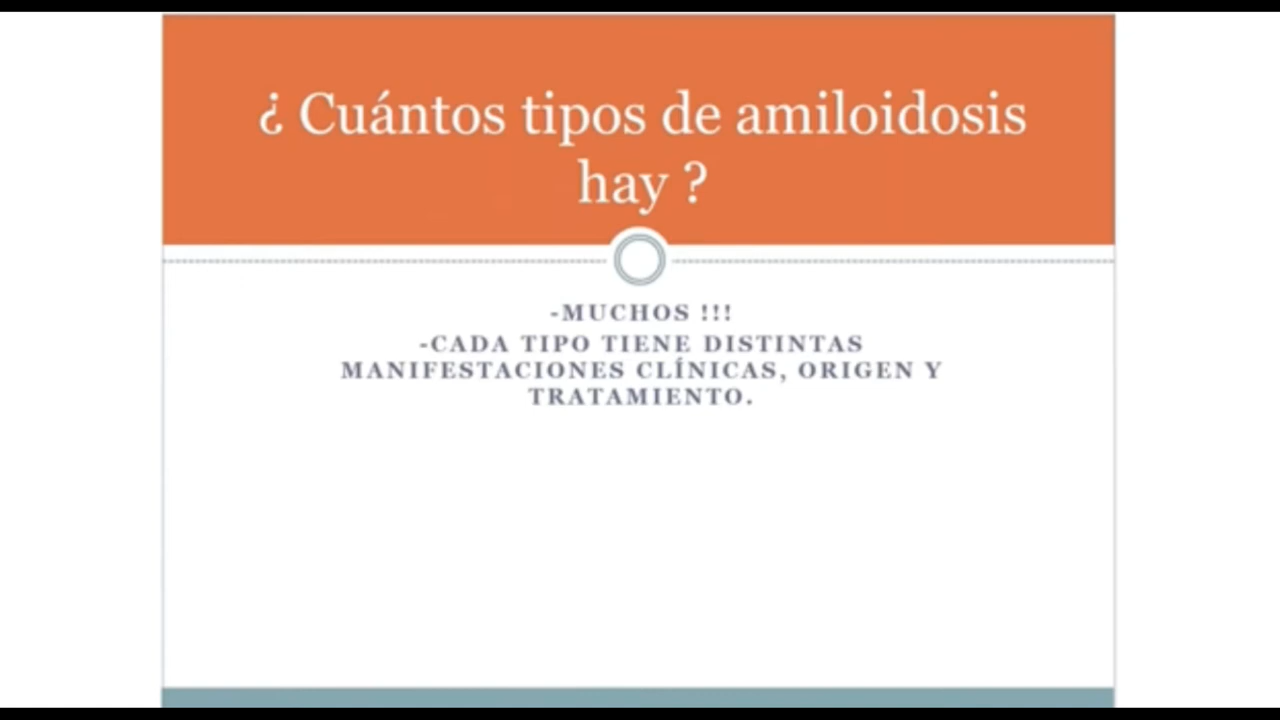 ¿ Cuántos tipos de amiloidosis
hay ?
-MUCHOS !!!
-CADA TIPO TIENE DISTINTAS
MANIFESTACIONES CLÍNICAS, ORIGEN Y
TRATAMIENTO.